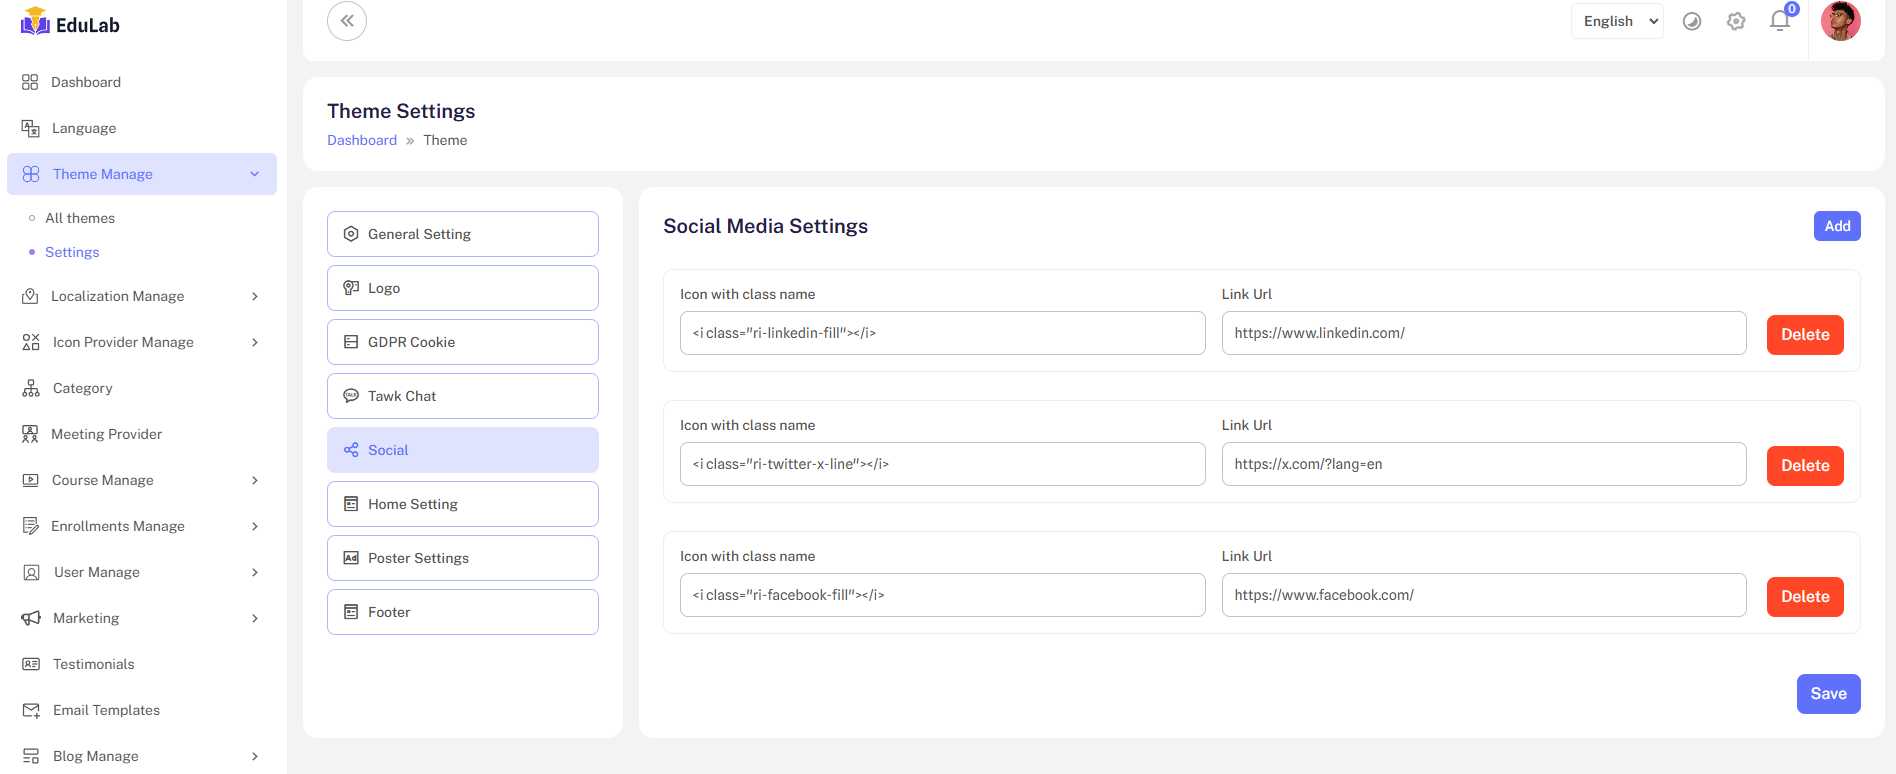 EduLab
English
0
Dashboard
Language
Theme Manage
All themes
Settings
Localization Manage
Icon Provider Manage
Category
Meeting Provider
Course Manage
Enrollments Manage
User Manage
Marketing
Testimonials
Email Templates
Blog Manage
Theme Settings
Dashboard » Theme
General Setting
Logo
GDPR Cookie
Tawk Chat
Social
Home Setting
Ad Poster Settings
Footer
Social Media Settings
Add
Icon with class name
Link Url
<i class="ri-linkedin-fill"></i>
https://www.linkedin.com/
Delete
Icon with class name
Link Url
<i class="ri-twitter-x-line"></i>
https://x.com/?lang=en
Delete
Icon with class name
Link Url
<i class="ri-facebook-fill"></i>
https://www.facebook.com/
Delete
Save